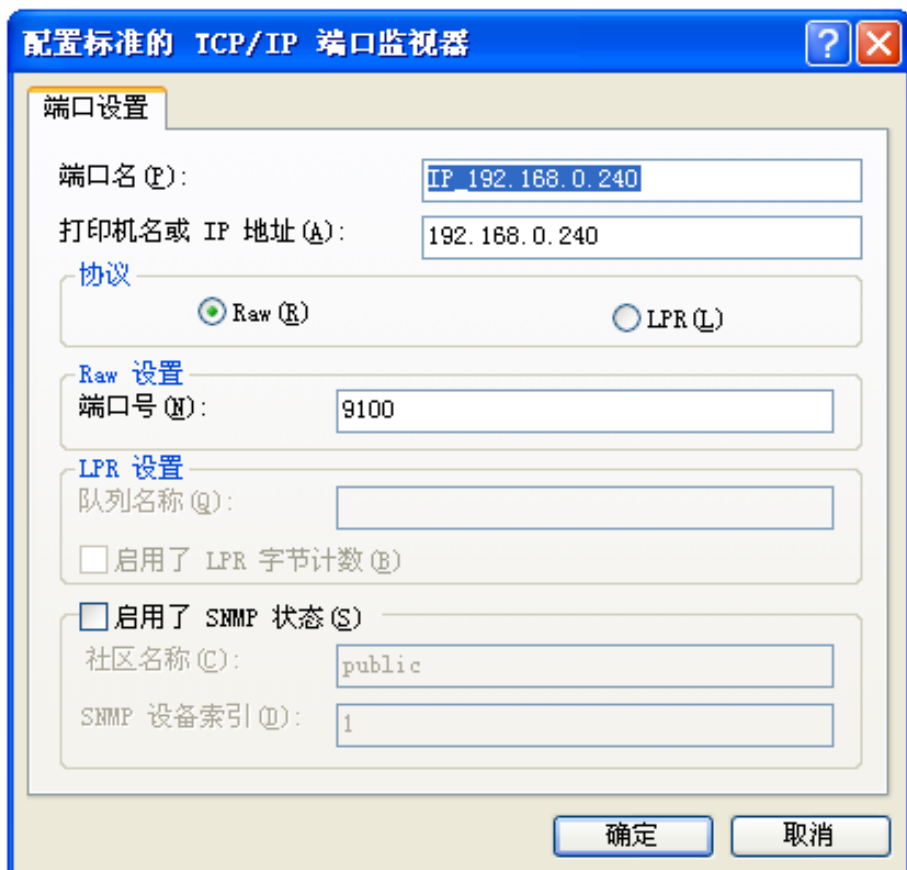 配置标准的 TCP/IP 端口监视器
端口设置
端口名(P): IP_192.168.0.240
打印机名或 IP 地址(A): 192.168.0.240
协议
Raw(R) LPR(L)
Raw 设置
端口号(N): 9100
LPR 设置
队列名称(Q):
启用了 LPR 字节计数(B)
启用了 SNMP 状态(S)
社区名称(C): public
SNMP 设备索引(D): 1
确定 取消